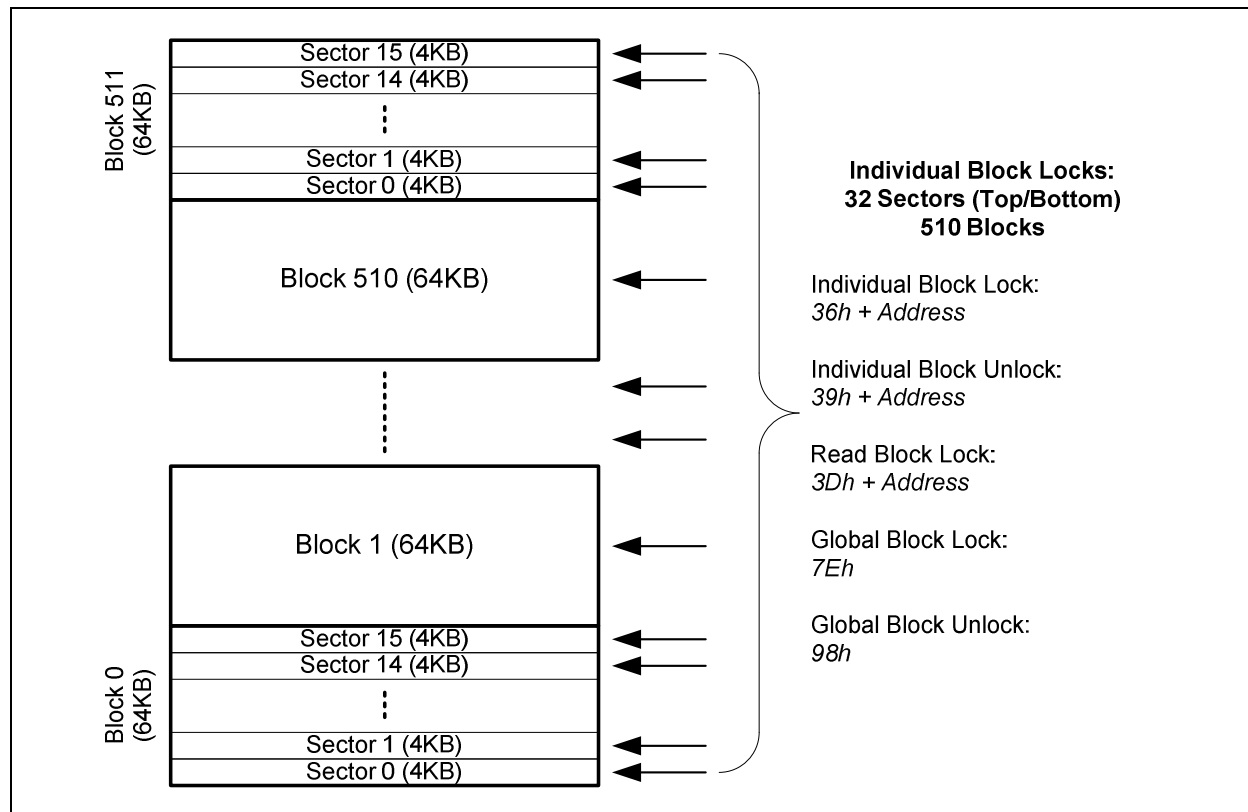 Block 511
(64KB)
Sector 15 (4KB)
Sector 14 (4KB)
Sector 1 (4KB)
Sector 0 (4KB)
Block 510 (64KB)
Block 1 (64KB)
Block 0
(64KB)
Sector 15 (4KB)
Sector 14 (4KB)
Sector 1 (4KB)
Sector 0 (4KB)
Individual Block Locks:
32 Sectors (Top/Bottom)
510 Blocks
Individual Block Lock:
36h + Address
Individual Block Unlock:
39h + Address
Read Block Lock:
3Dh + Address
Global Block Lock:
7Eh
Global Block Unlock:
98h